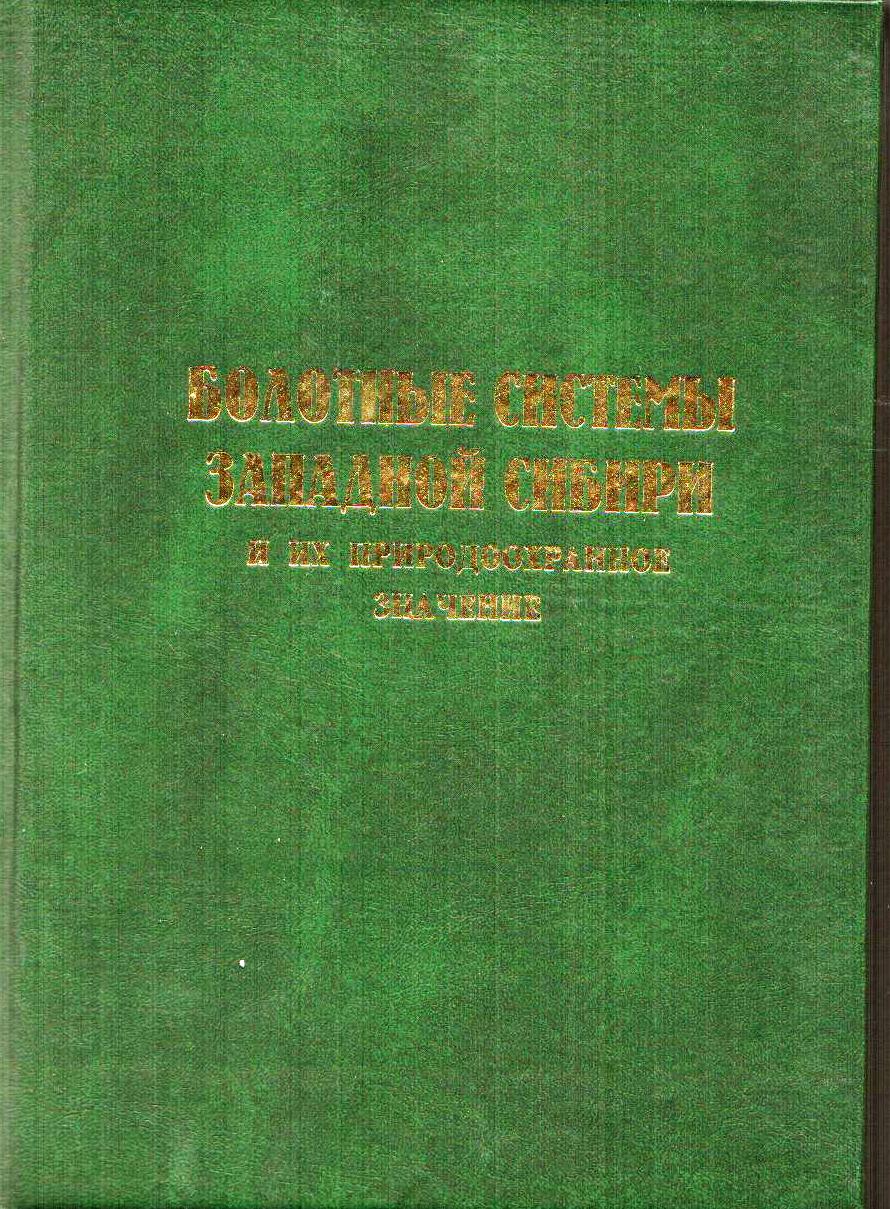 БОЛОТНЫЕ СИСТЕМЫ
ЗАПАДНОЙ СИБИРИ
И ИХ ПРИРОДООХРАННОЕ
ЗНАЧЕНИЕ